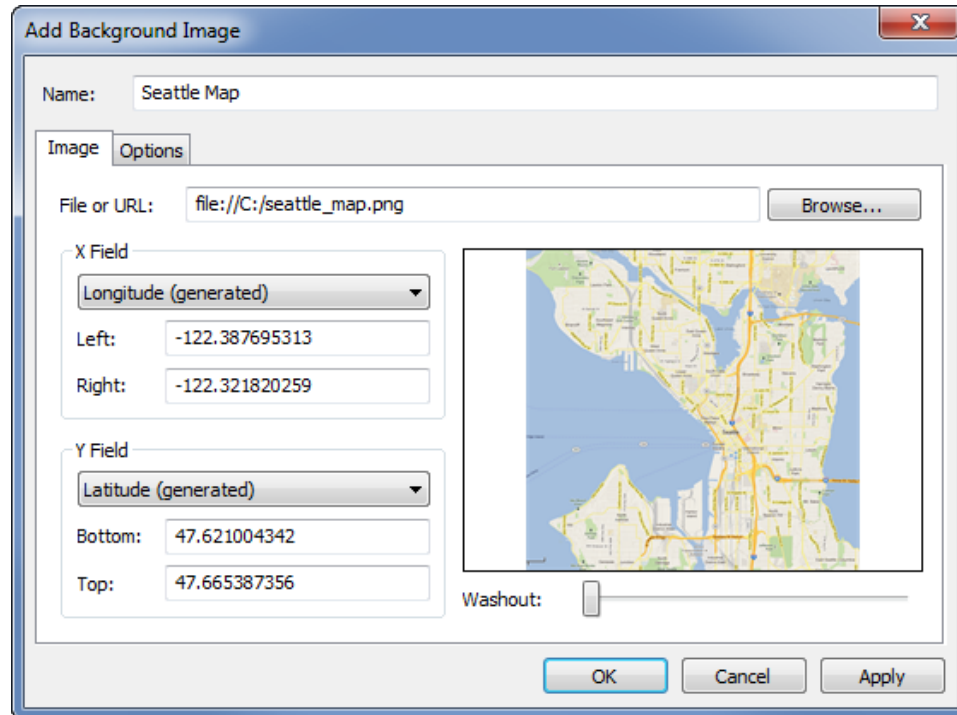 Add Background Image
Name: Seattle Map
Image Options
File or URL: file://C:/seattle_map.png Browse...
X Field
Longitude (generated)
Left: -122.387695313
Right: -122.321820259
Y Field
Latitude (generated)
Bottom: 47.621004342
Top: 47.665387356
Seattle
Washout:
OK Cancel Apply